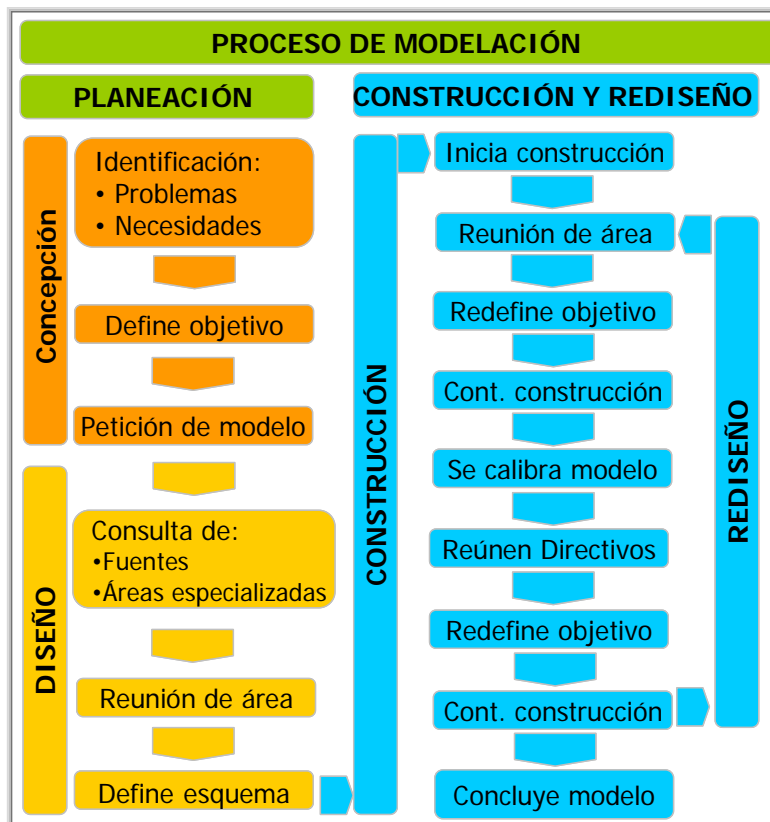 PROCESO DE MODELACIÓN
PLANEACIÓN
Concepción
Identificación:
• Problemas
• Necesidades
Define objetivo
Petición de modelo
DISEÑO
Consulta de:
•Fuentes
•Áreas especializadas
Reunión de área
Define esquema
CONSTRUCCIÓN Y REDISEÑO
CONSTRUCCIÓN
Inicia construcción
Reunión de área
Redefine objetivo
Cont. construcción
Se calibra modelo
Reúnen Directivos
Redefine objetivo
Cont. construcción
Concluye modelo
REDISEÑO